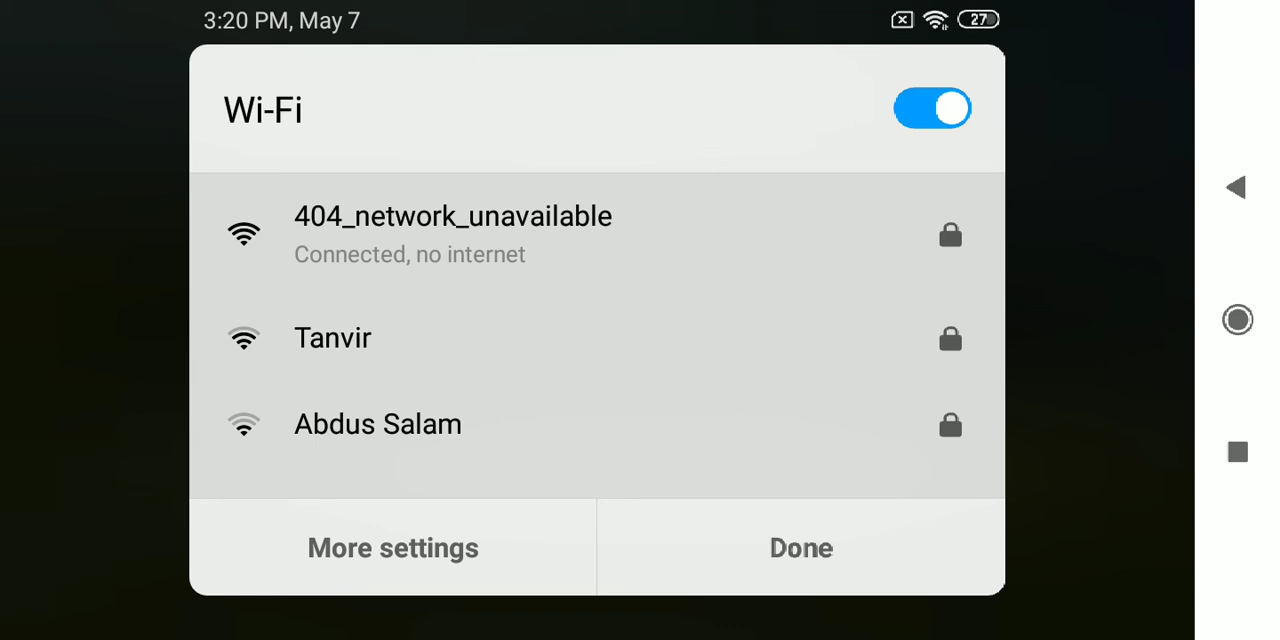 3:20 PM, May 7
27
Wi-Fi
404_network_unavailable
Connected, no internet
Tanvir
Abdus Salam
More settings
Done